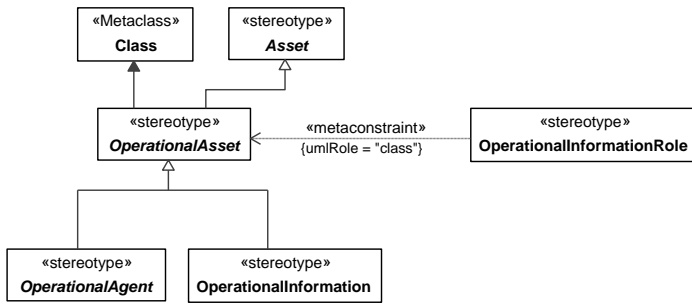 «Metaclass»
Class
«stereotype»
Asset
«stereotype»
OperationalAsset
«metaconstraint»
{umlRole = "class"}
«stereotype»
OperationalInformationRole
«stereotype»
OperationalAgent
«stereotype»
OperationalInformation